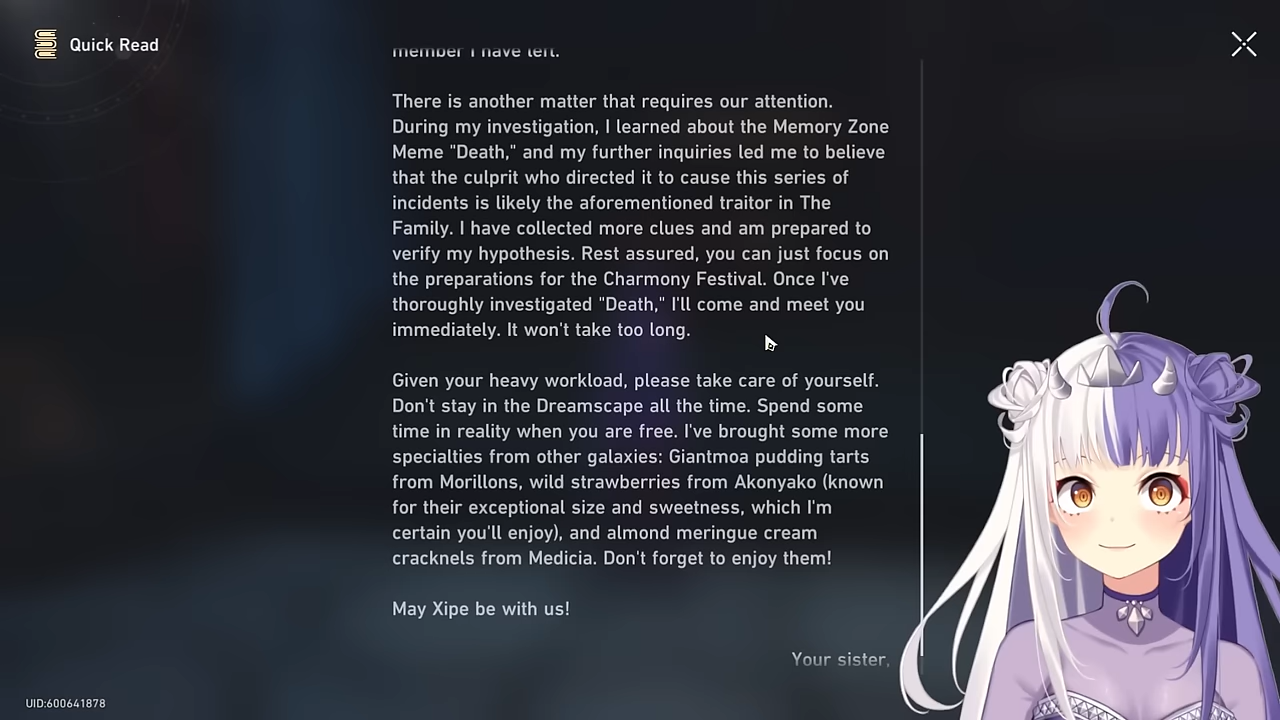 Quick Read
member I have left.
There is another matter that requires our attention.
During my investigation, I learned about the Memory Zone
Meme "Death," and my further inquiries led me to believe
that the culprit who directed it to cause this series of
incidents is likely the aforementioned traitor in The
Family. I have collected more clues and am prepared to
verify my hypothesis. Rest assured, you can just focus on
the preparations for the Charmony Festival. Once I've
thoroughly investigated "Death," I'll come and meet you
immediately. It won't take too long.
Given your heavy workload, please take care of yourself.
Don't stay in the Dreamscape all the time. Spend some
time in reality when you are free. I've brought some more
specialties from other galaxies: Giantmoa pudding tarts
from Morillons, wild strawberries from Akonyako (known
for their exceptional size and sweetness, which I'm
certain you'll enjoy), and almond meringue cream
cracknels from Medicia. Don't forget to enjoy them!
May Xipe be with us!
Your sister,
UID:600641878